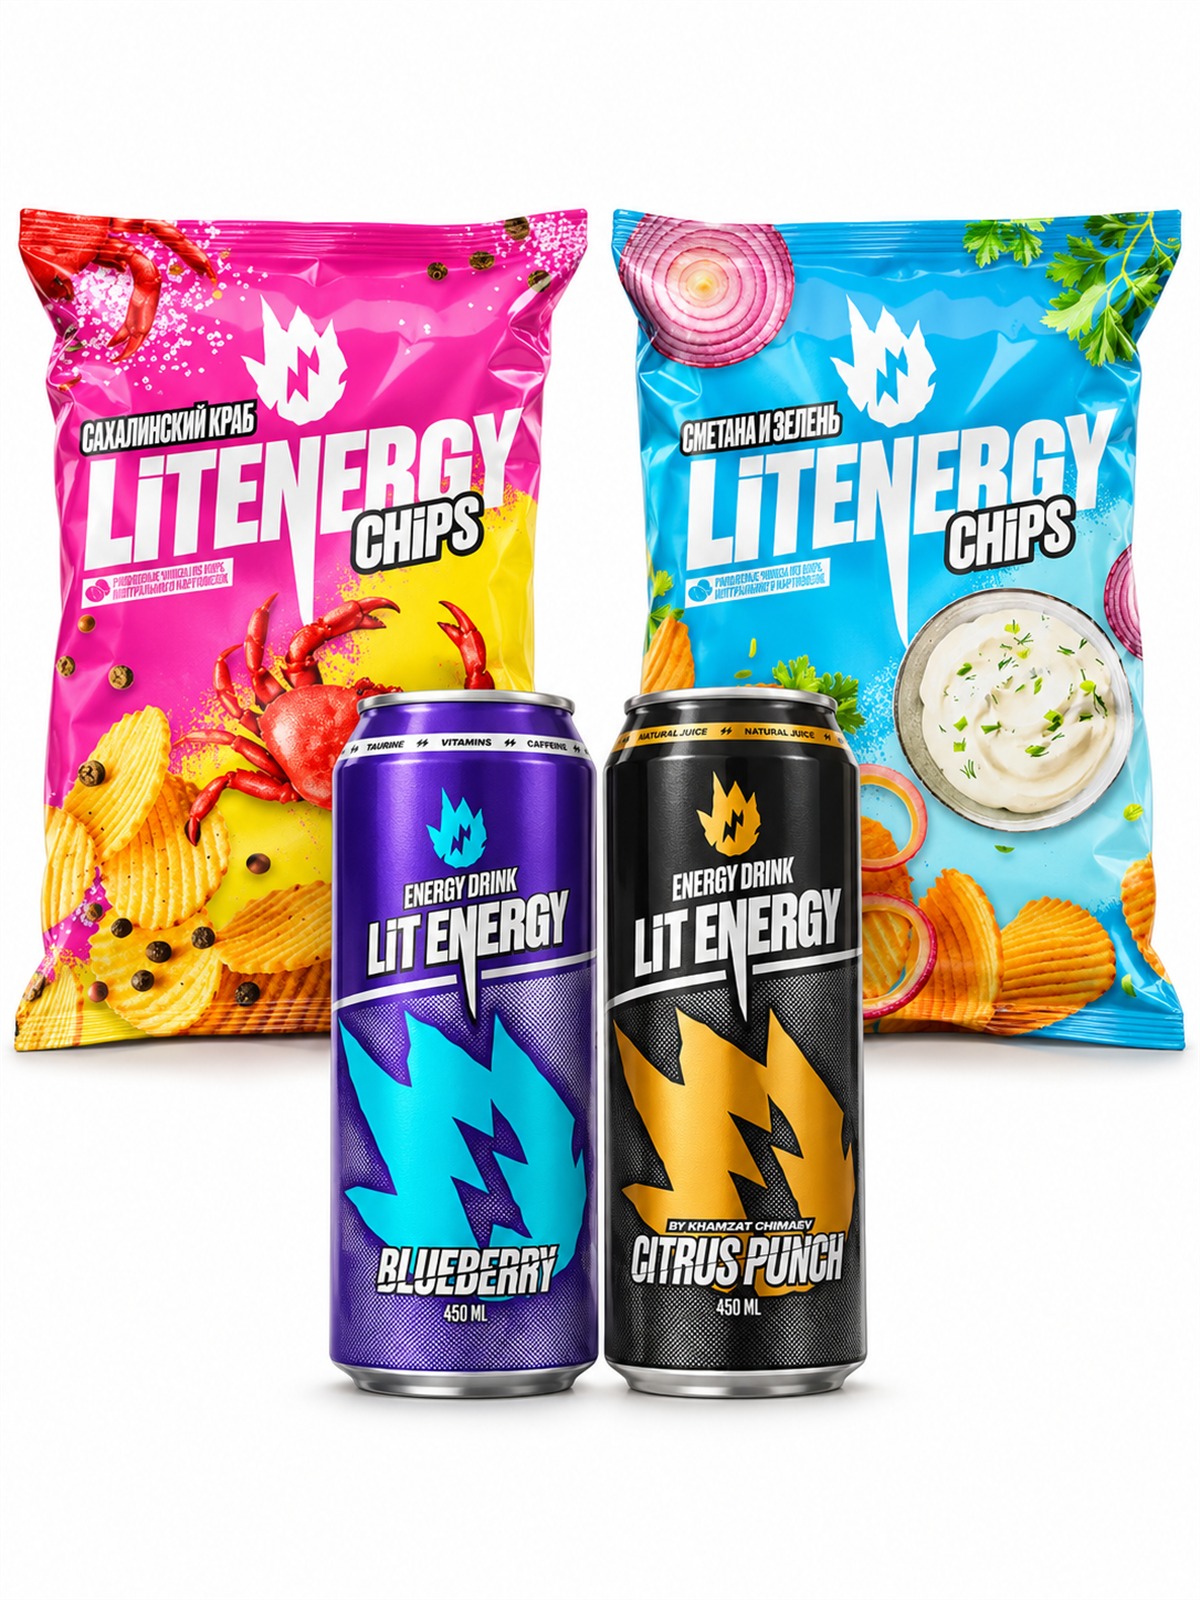 САХАЛИНСКИЙ КРАБ
LiTENERGY
CHiPS
СМЕТАНА И ЗЕЛЕНЬ
LiTENERGY
CHiPS
TAURINE VITAMINS CAFFEINE
ENERGY DRINK
LiT ENERGY
BLUEBERRY
450 ML
NATURAL JUICE NATURAL JUICE
ENERGY DRINK
LiT ENERGY
BY KHAMZAT CHIMAEV
CITRUS PUNCH
450 ML